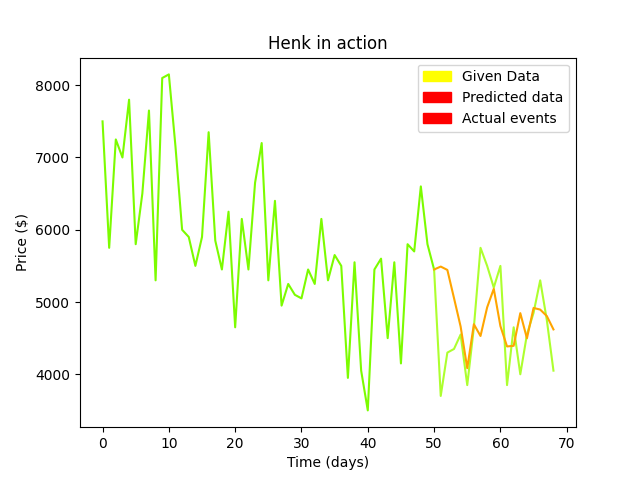 Henk in action
Given Data
Predicted data
Actual events
Price ($)
8000
7000
6000
5000
4000
0 10 20 30 40 50 60 70
Time (days)